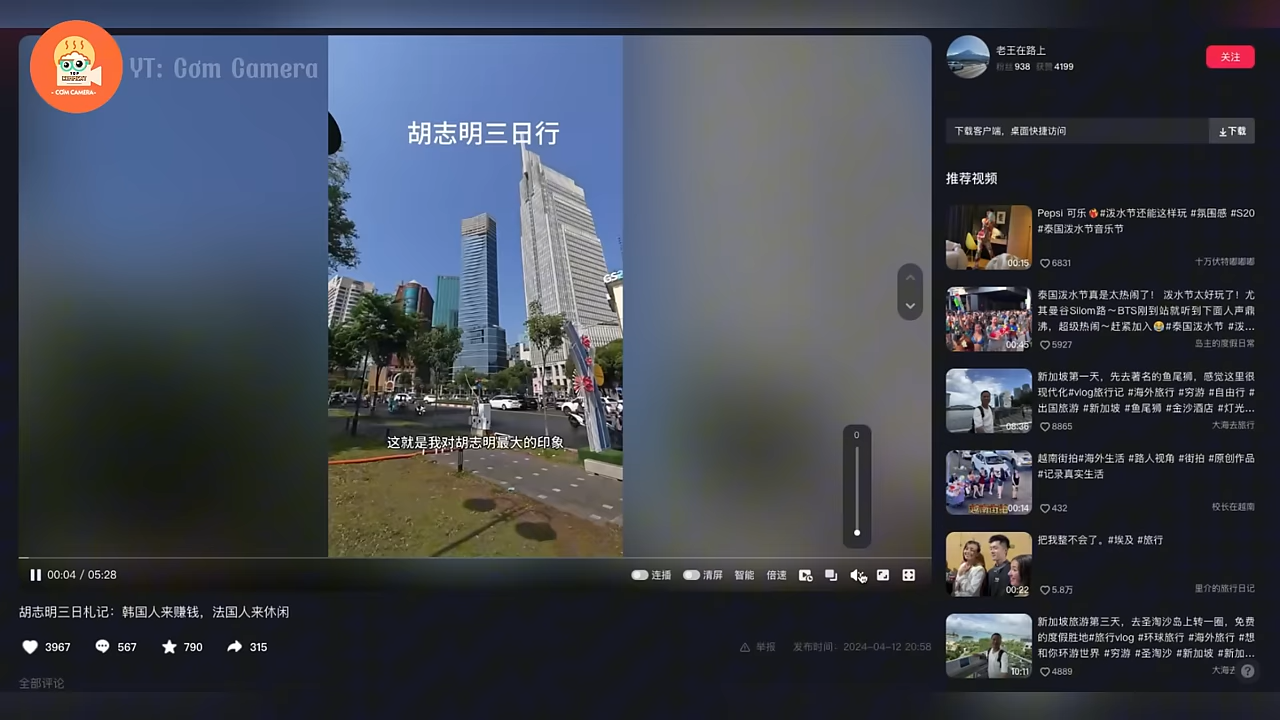 YT: Cơm Camera
TOP
COMMENT
- CƠM CAMERA-
胡志明三日行
这就是我对胡志明最大的印象
0
00:04 / 05:28
连播
清屏
智能
倍速
胡志明三日札记：韩国人来赚钱，法国人来休闲
3967
567
790
315
举报
发布时间：2024-04-12 20:58
全部评论
老王在路上
粉丝 938 获赞 4199
关注
下载客户端，桌面快捷访问
下载
推荐视频
Pepsi 可乐🧨#泼水节还能这样玩 #氛围感 #S20
#泰国泼水节音乐节
00:15
6831
十万伏特嘟嘟嘟
泰国泼水节真是太热闹了！ 泼水节太好玩了！尤
其曼谷Silom路～BTS刚到站就听到下面人声鼎
沸，超级热闹～赶紧加入😭#泰国泼水节 #泼...
00:45
5927
岛主的度假日常
新加坡第一天，先去著名的鱼尾狮，感觉这里很
现代化#vlog旅行记 #海外旅行 #穷游 #自由行 #
出国旅游 #新加坡 #鱼尾狮 #金沙酒店 #灯光...
08:36
8865
大海去旅行
越南街拍#海外生活 #路人视角 #街拍 #原创作品
#记录真实生活
00:14
432
校长在越南
把我整不会了。#埃及 #旅行
00:22
5.8万
里介的旅行日记
新加坡旅游第三天，去圣淘沙岛上转一圈，免费
的度假胜地#旅行vlog #环球旅行 #海外旅行 #想
和你环游世界 #穷游 #圣淘沙 #新加坡 #新加...
10:11
4889
大海去